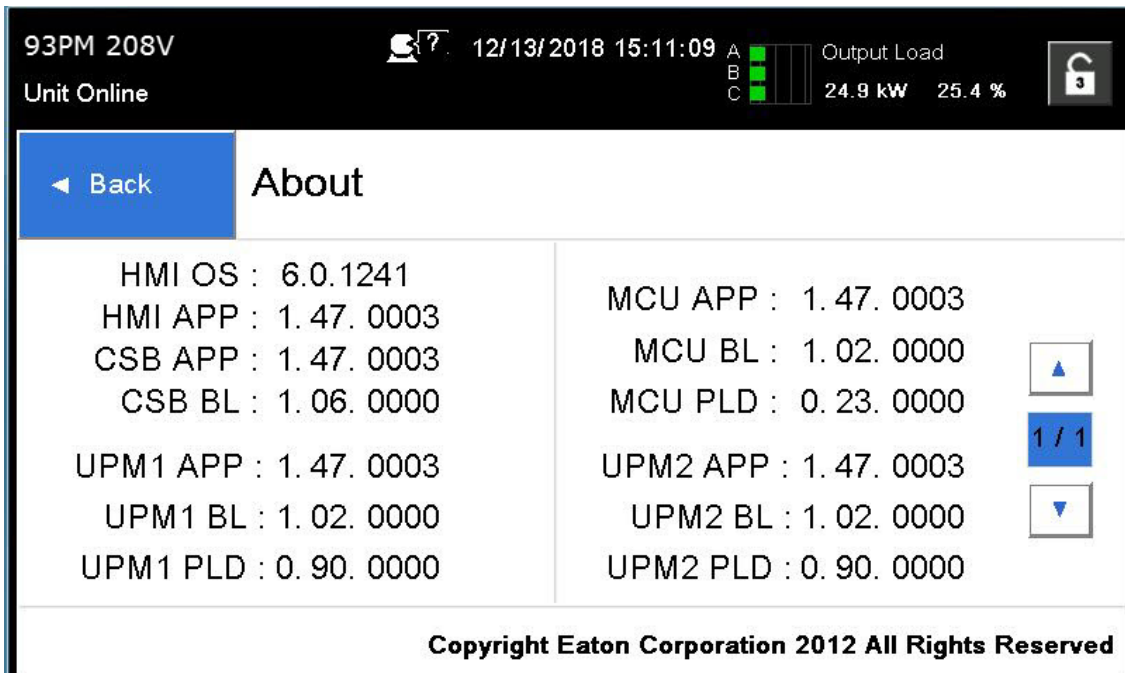 93PM 208V
? 12/13/2018 15:11:09 A Output Load
B
Unit Online C 24.9 kW 25.4 % 3
◄ Back About
HMI OS : 6.0.1241
HMI APP : 1. 47. 0003
CSB APP : 1. 47. 0003
CSB BL : 1. 06. 0000
UPM1 APP : 1. 47. 0003
UPM1 BL : 1. 02. 0000
UPM1 PLD : 0. 90. 0000
MCU APP : 1. 47. 0003
MCU BL : 1. 02. 0000
MCU PLD : 0. 23. 0000
UPM2 APP : 1. 47. 0003
UPM2 BL : 1. 02. 0000
UPM2 PLD : 0. 90. 0000
▲
1 / 1
▼
Copyright Eaton Corporation 2012 All Rights Reserved